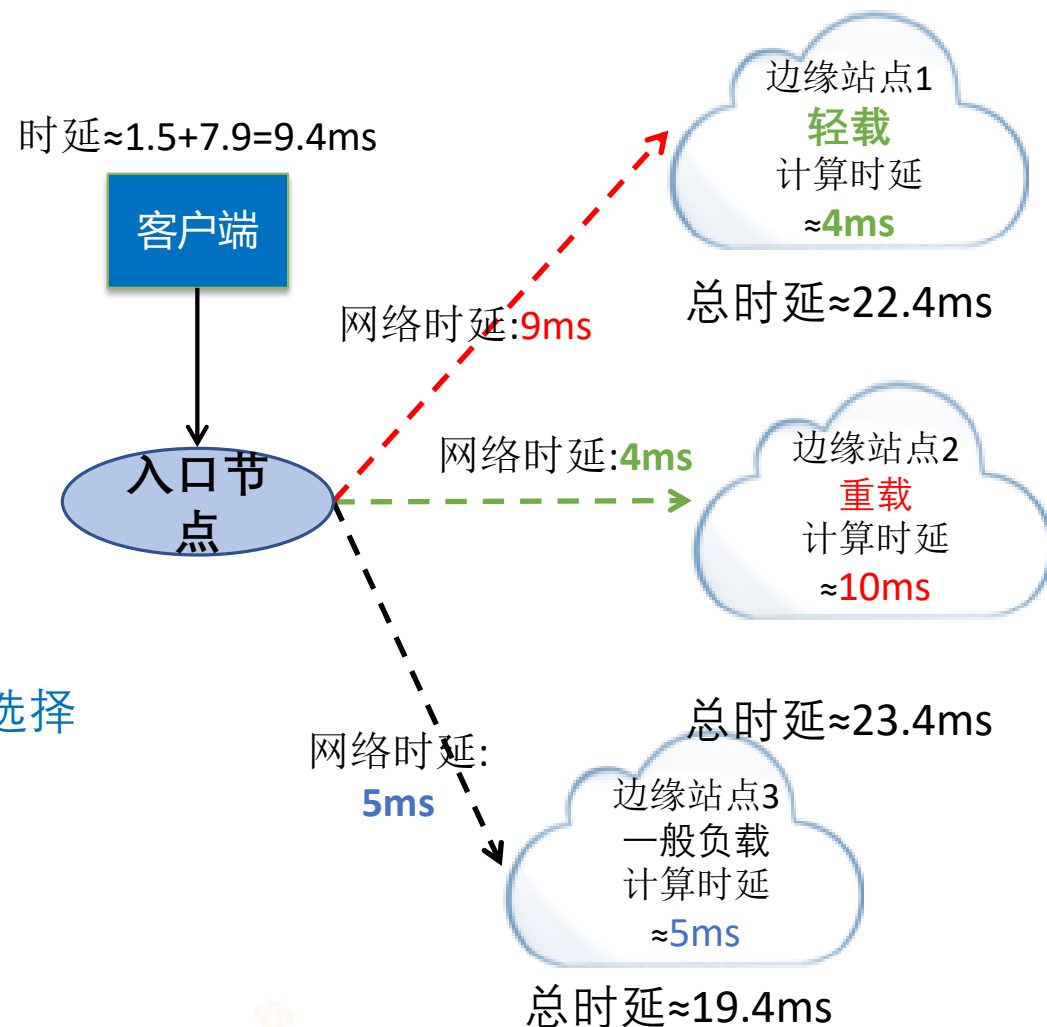 时延≈1.5+7.9=9.4ms
客户端
入口节
点
网络时延:9ms
边缘站点1
轻载
计算时延
≈4ms
总时延≈22.4ms
网络时延:4ms
边缘站点2
重载
计算时延
≈10ms
总时延≈23.4ms
选择
网络时延:
5ms
边缘站点3
一般负载
计算时延
≈5ms
总时延≈19.4ms